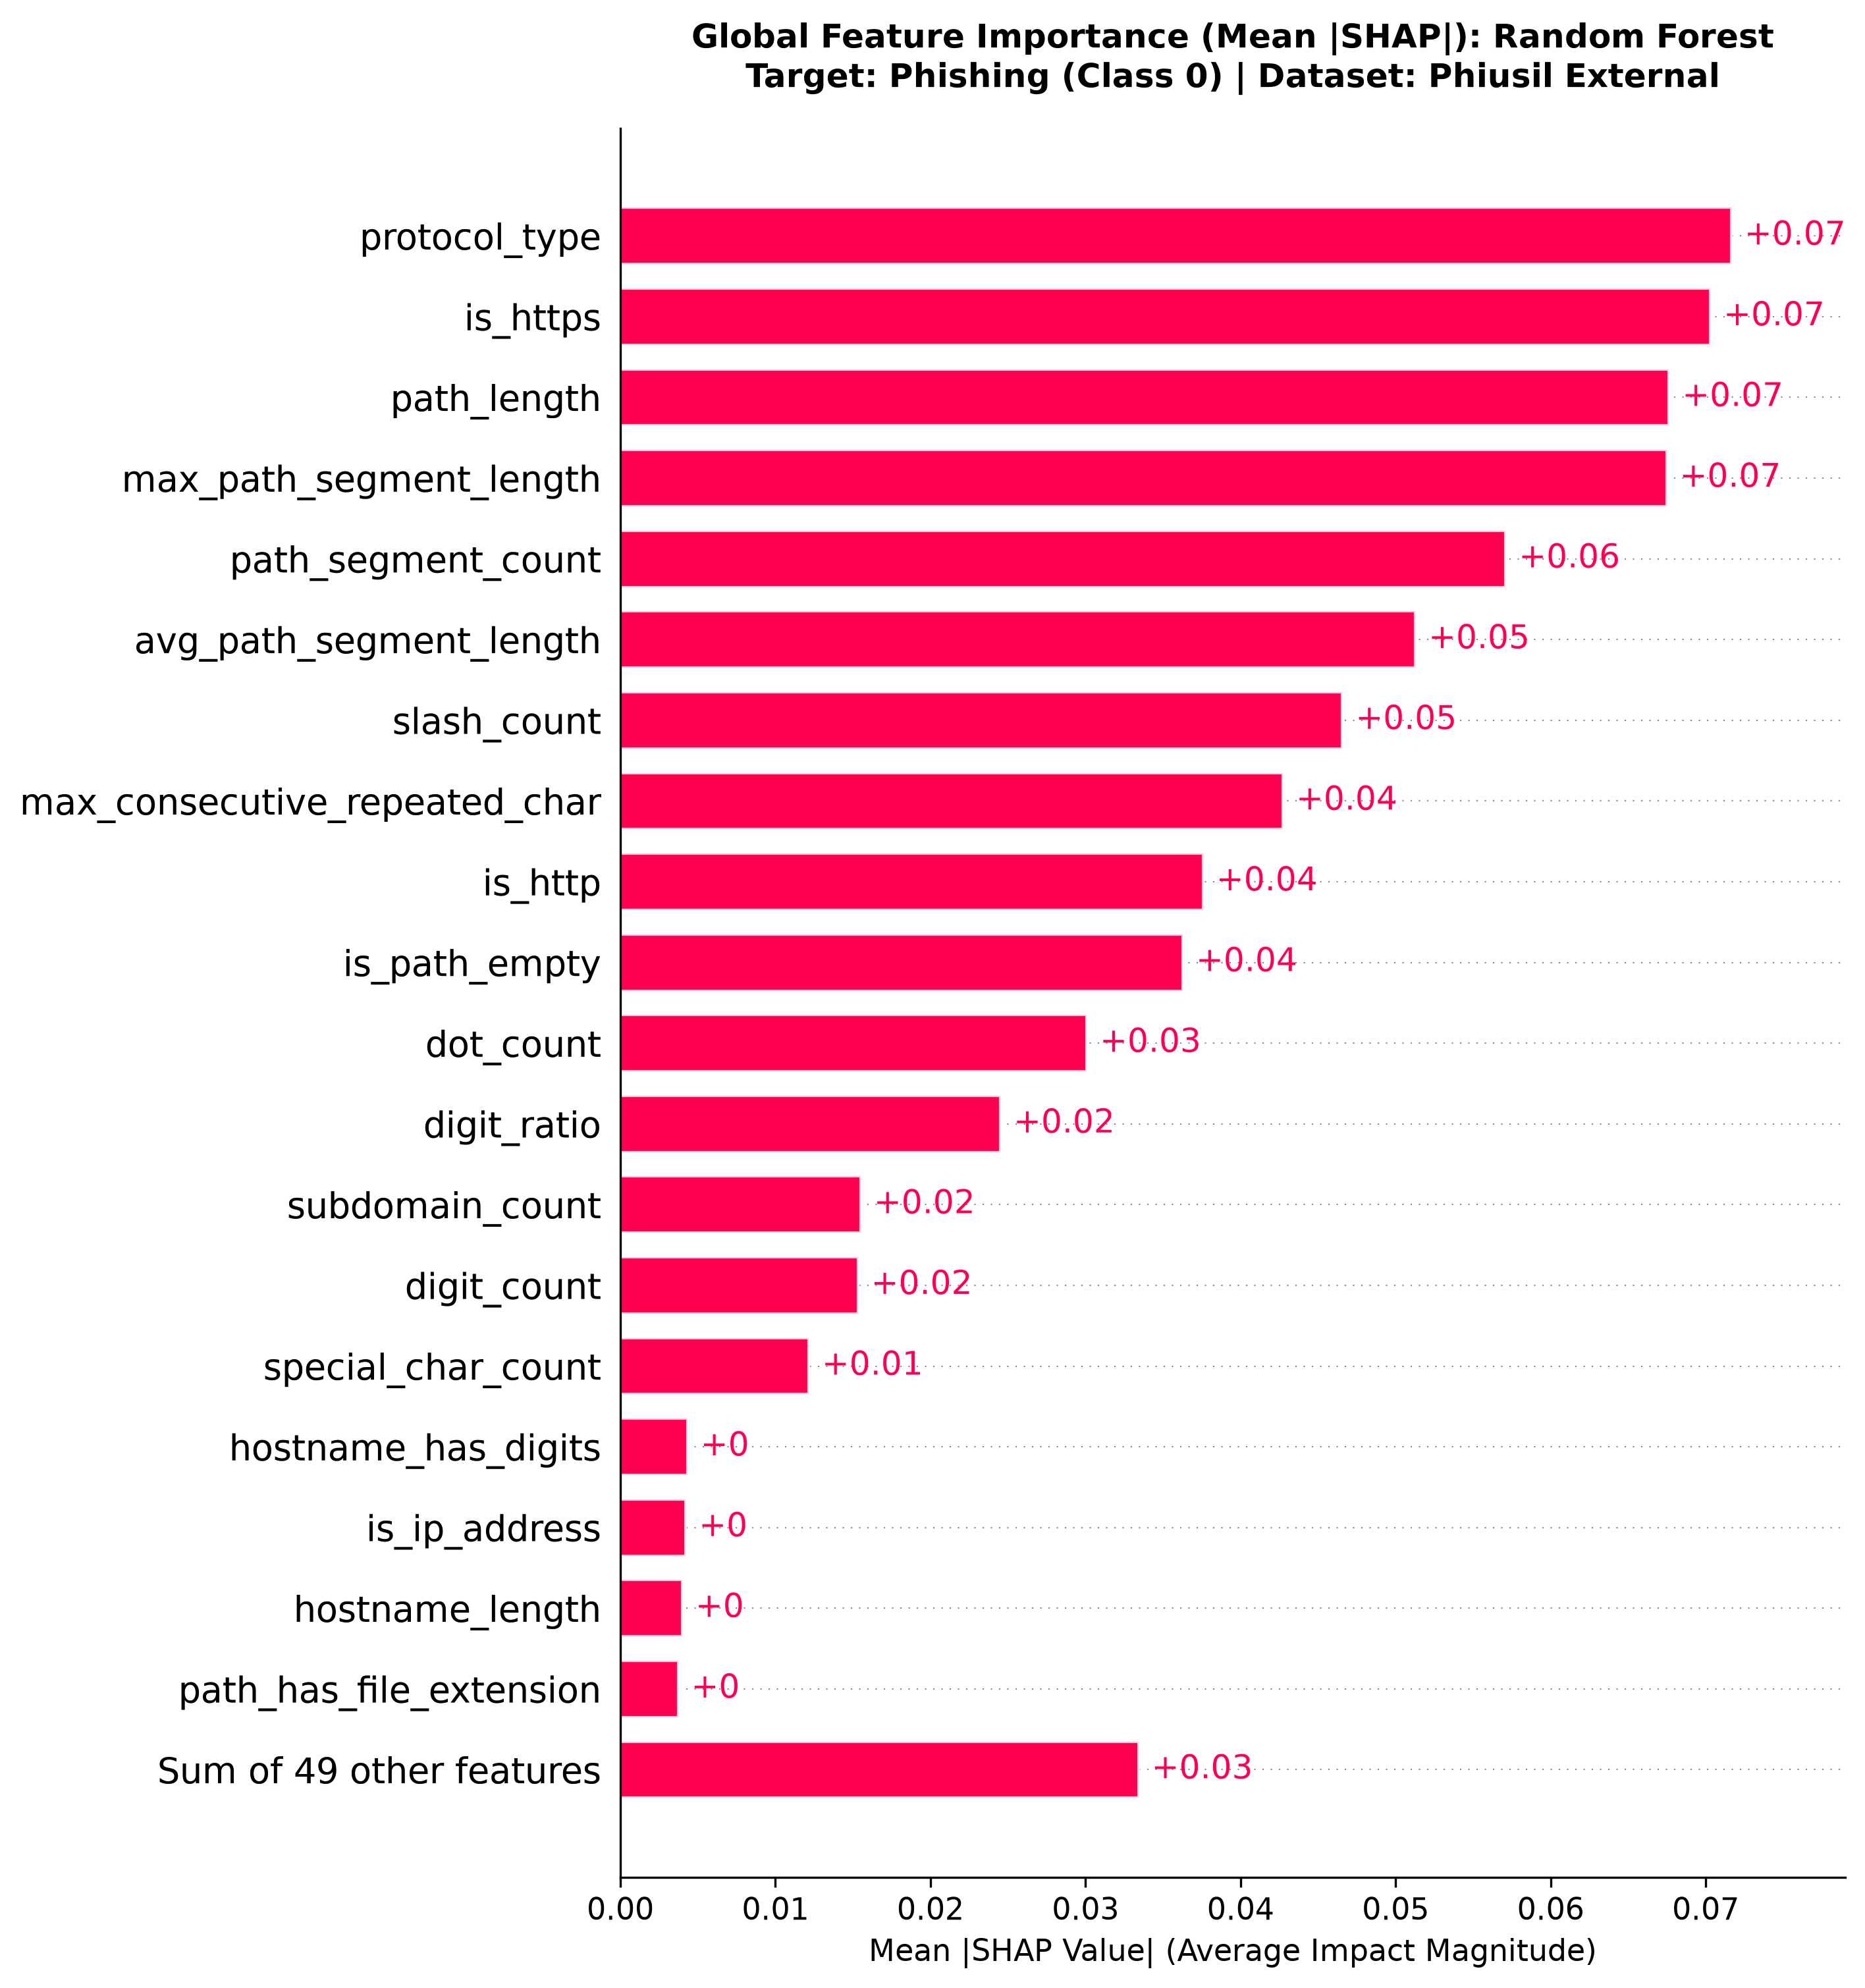 Global Feature Importance (Mean |SHAP|): Random Forest
Target: Phishing (Class 0) | Dataset: Phiusil External
protocol_type +0.07
is_https +0.07
path_length +0.07
max_path_segment_length +0.07
path_segment_count +0.06
avg_path_segment_length +0.05
slash_count +0.05
max_consecutive_repeated_char +0.04
is_http +0.04
is_path_empty +0.04
dot_count +0.03
digit_ratio +0.02
subdomain_count +0.02
digit_count +0.02
special_char_count +0.01
hostname_has_digits +0
is_ip_address +0
hostname_length +0
path_has_file_extension +0
Sum of 49 other features +0.03
0.00 0.01 0.02 0.03 0.04 0.05 0.06 0.07
Mean |SHAP Value| (Average Impact Magnitude)